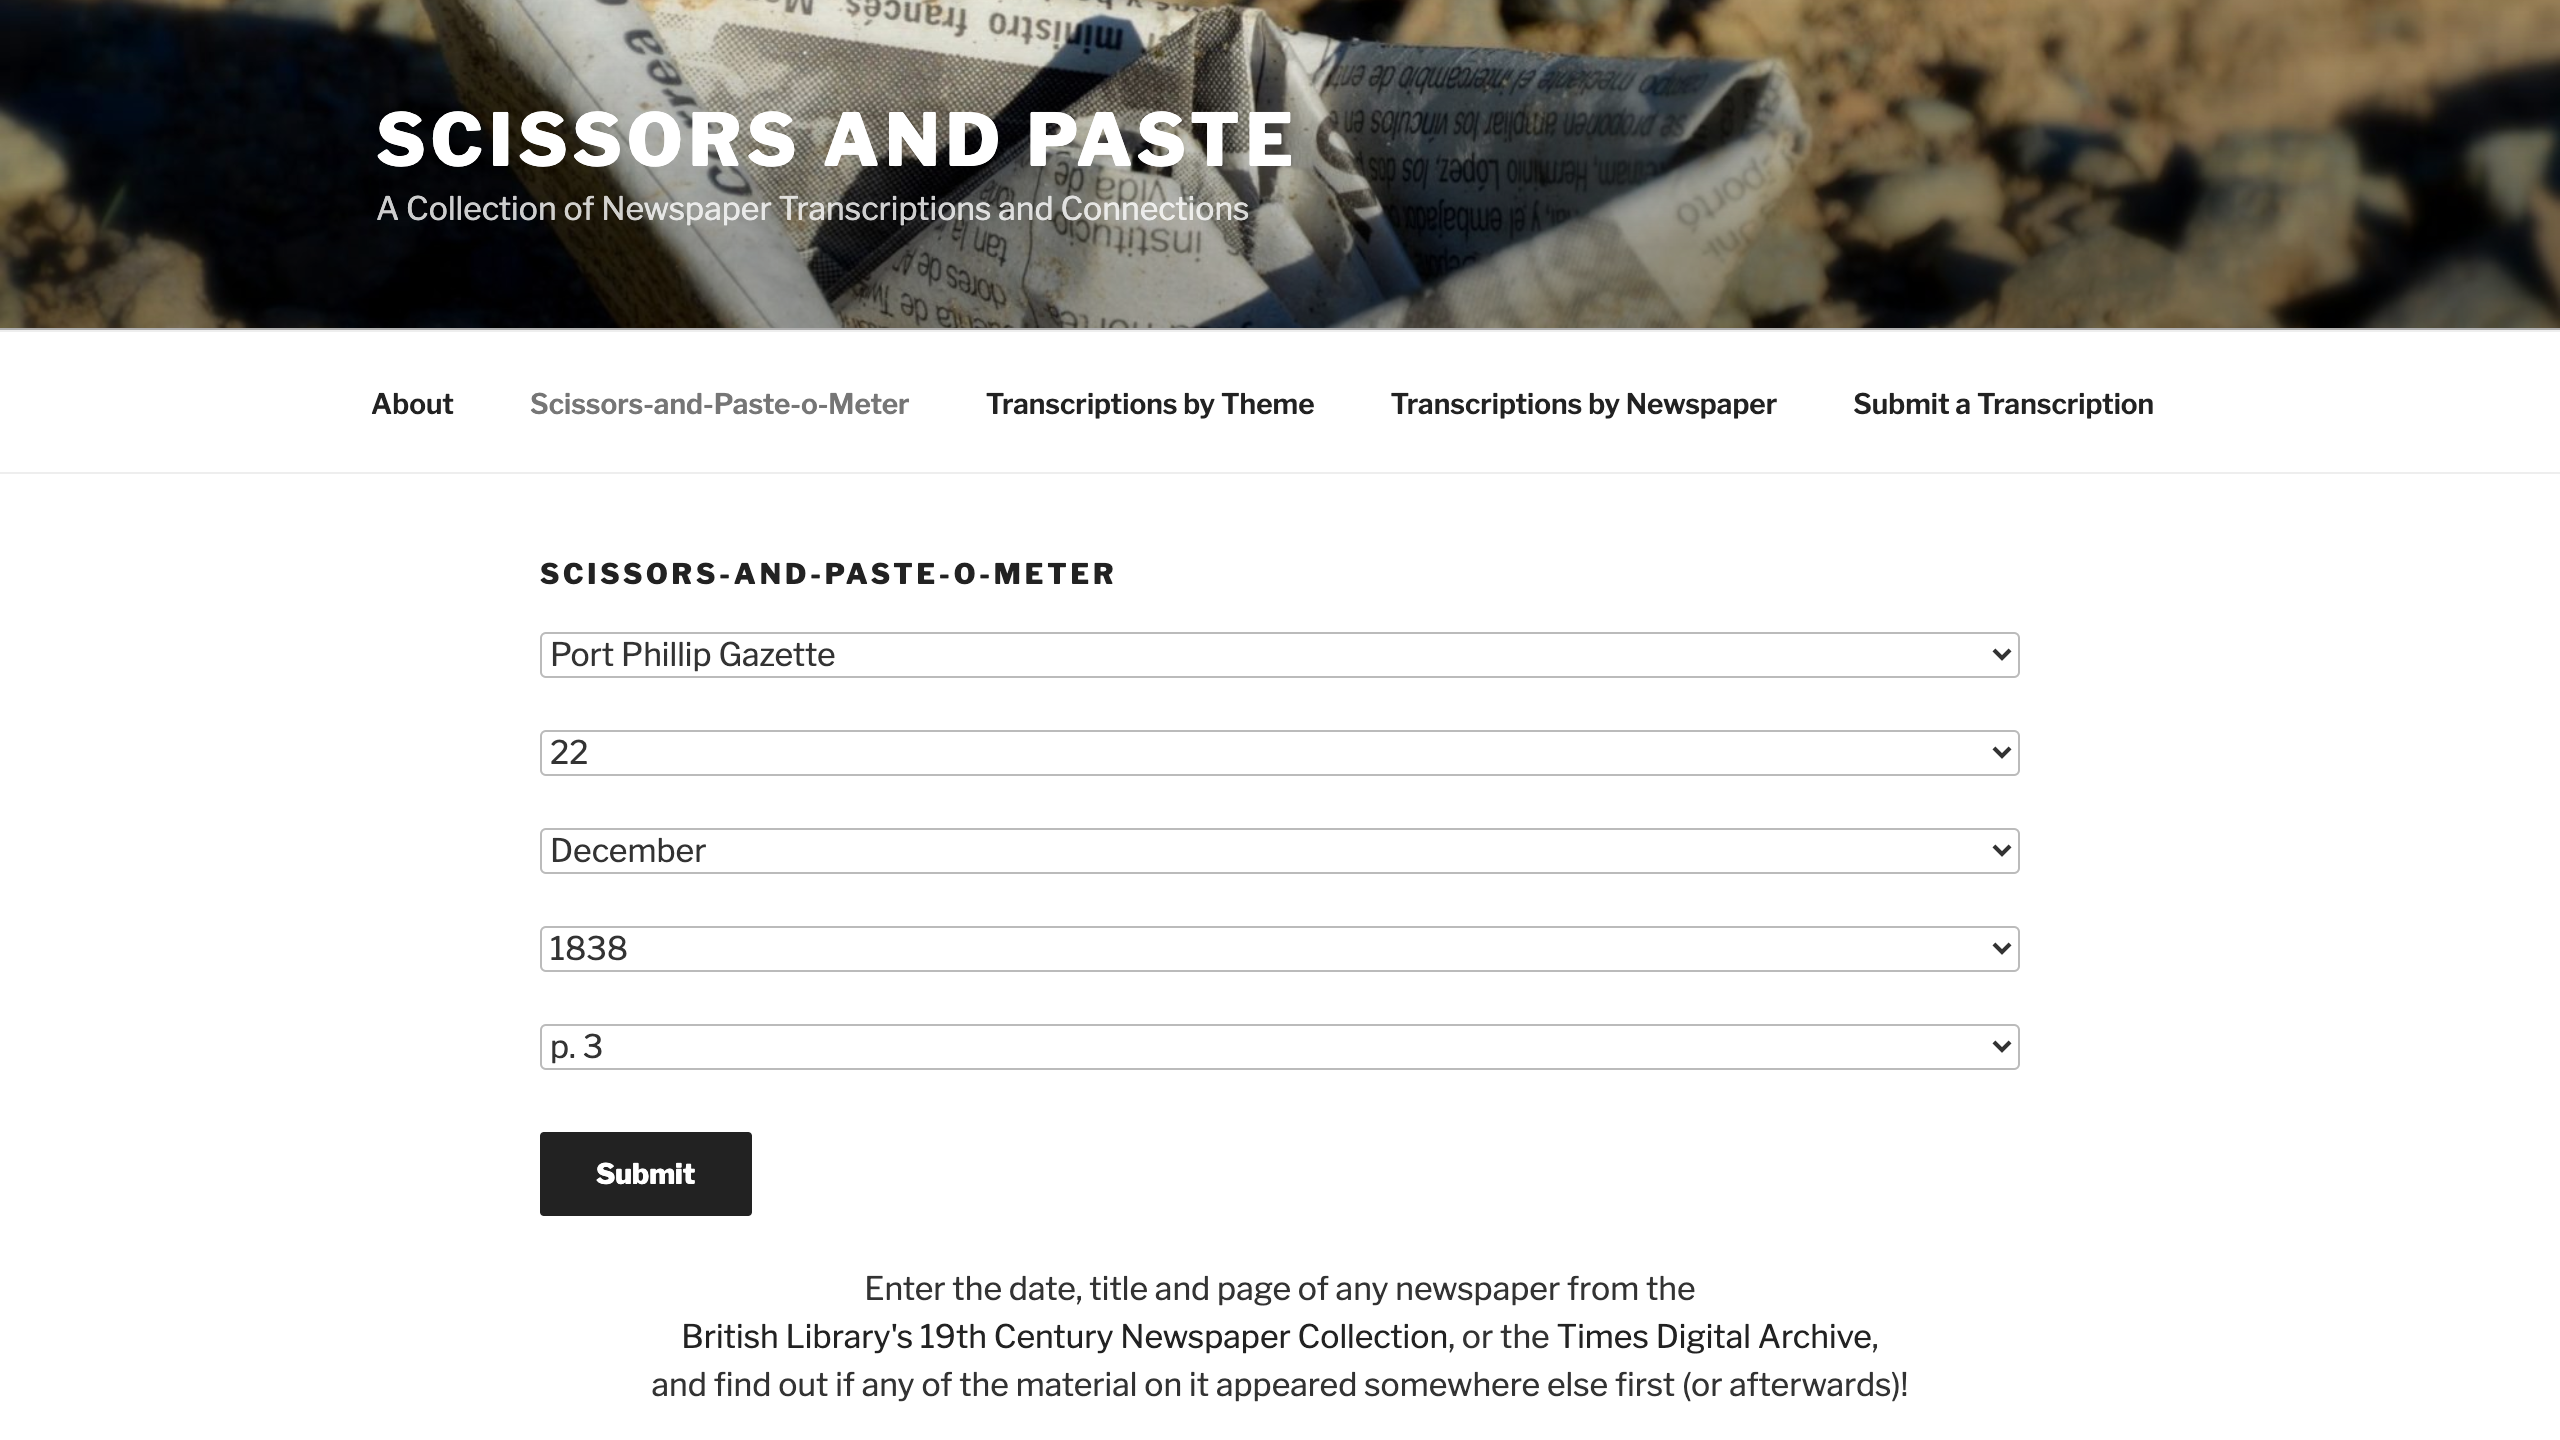 ministro francés
Correa
SCISSORS AND PASTE
A Collection of Newspaper Transcriptions and Connections
About
Scissors-and-Paste-o-Meter
Transcriptions by Theme
Transcriptions by Newspaper
Submit a Transcription
SCISSORS-AND-PASTE-O-METER
Port Phillip Gazette
22
December
1838
p. 3
Submit
Enter the date, title and page of any newspaper from the
British Library's 19th Century Newspaper Collection, or the Times Digital Archive,
and find out if any of the material on it appeared somewhere else first (or afterwards)!